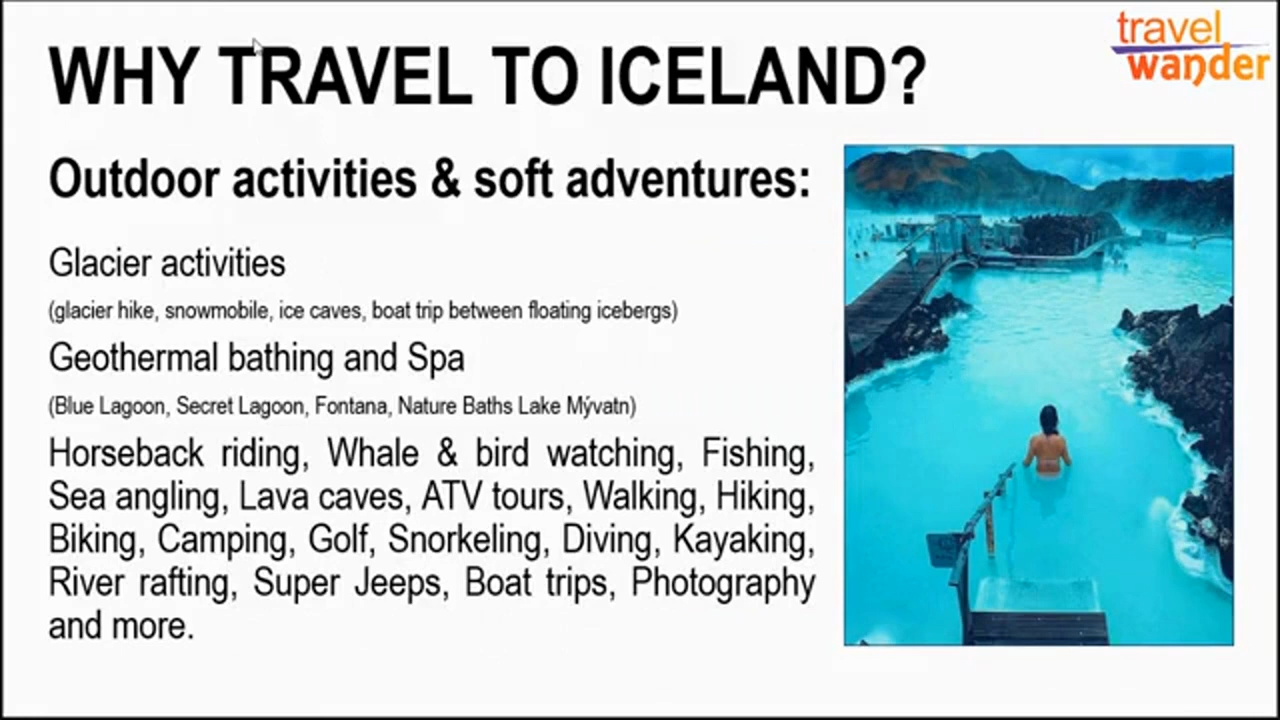 travel
wander
WHY TRAVEL TO ICELAND?
Outdoor activities & soft adventures:
Glacier activities
(glacier hike, snowmobile, ice caves, boat trip between floating icebergs)
Geothermal bathing and Spa
(Blue Lagoon, Secret Lagoon, Fontana, Nature Baths Lake Mývatn)
Horseback riding, Whale & bird watching, Fishing,
Sea angling, Lava caves, ATV tours, Walking, Hiking,
Biking, Camping, Golf, Snorkeling, Diving, Kayaking,
River rafting, Super Jeeps, Boat trips, Photography
and more.